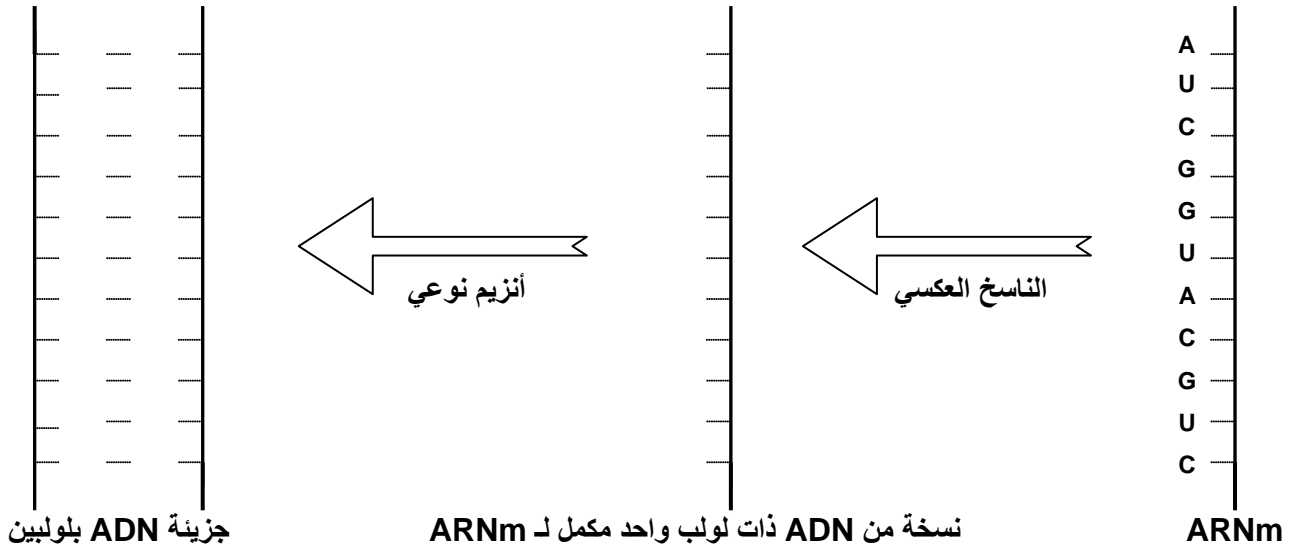 A
U
C
G
G
U
A
C
G
U
C
الناسخ العكسي
أنزيم نوعي
ARNm
نسخة من ADN ذات لولب واحد مكمل لـ ARNm
جزيئة ADN بلولبين